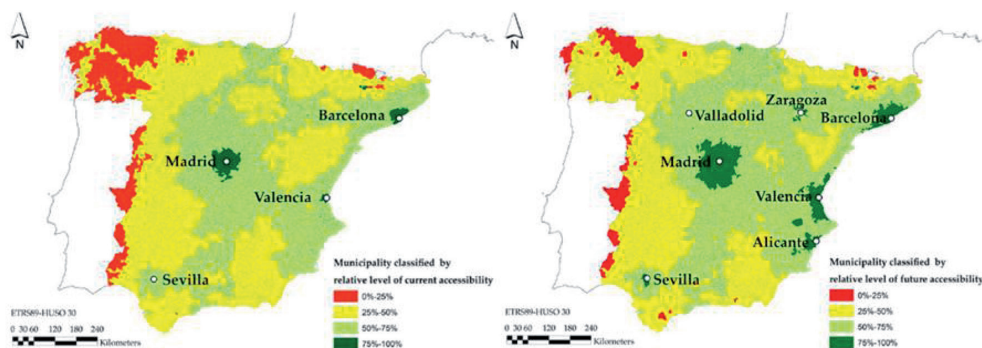 N
Barcelona
Madrid
Valencia
Sevilla
Municipality classified by
relative level of current accessibility
0%-25%
25%-50%
50%-75%
75%-100%
ETRS89-HUSO 30
0 30 60 120 180 240
Kilometers
N
Zaragoza
Valladolid
Barcelona
Madrid
Valencia
Alicante
Sevilla
Municipality classified by
relative level of future accessibility
0%-25%
25%-50%
50%-75%
75%-100%
ETRS89-HUSO 30
0 30 60 120 180 240
Kilometers